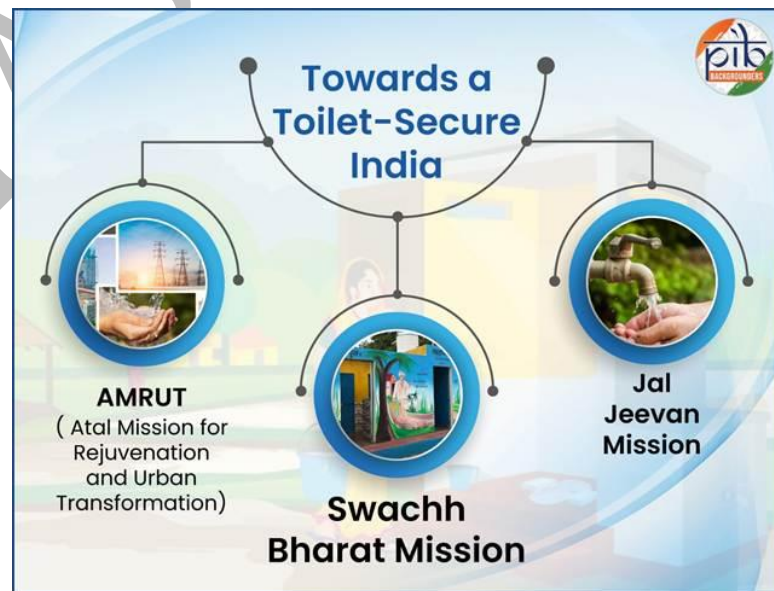 Towards a
Toilet-Secure
India
pib
BACKGROUNDERS
AMRUT
( Atal Mission for
Rejuvenation
and Urban
Transformation)
Swachh
Bharat Mission
Jal
Jeevan
Mission